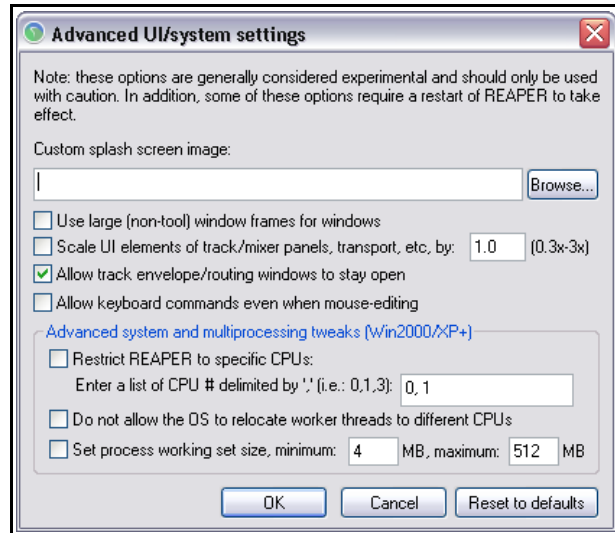 Advanced UI/system settings
Note: these options are generally considered experimental and should only be used
with caution. In addition, some of these options require a restart of REAPER to take
effect.
Custom splash screen image:
Browse...
Use large (non-tool) window frames for windows
Scale UI elements of track/mixer panels, transport, etc, by: 1.0 (0.3x-3x)
Allow track envelope/routing windows to stay open
Allow keyboard commands even when mouse-editing
Advanced system and multiprocessing tweaks (Win2000/XP+)
Restrict REAPER to specific CPUs:
Enter a list of CPU # delimited by ',' (i.e.: 0,1,3): 0, 1
Do not allow the OS to relocate worker threads to different CPUs
Set process working set size, minimum: 4 MB, maximum: 512 MB
OK Cancel Reset to defaults